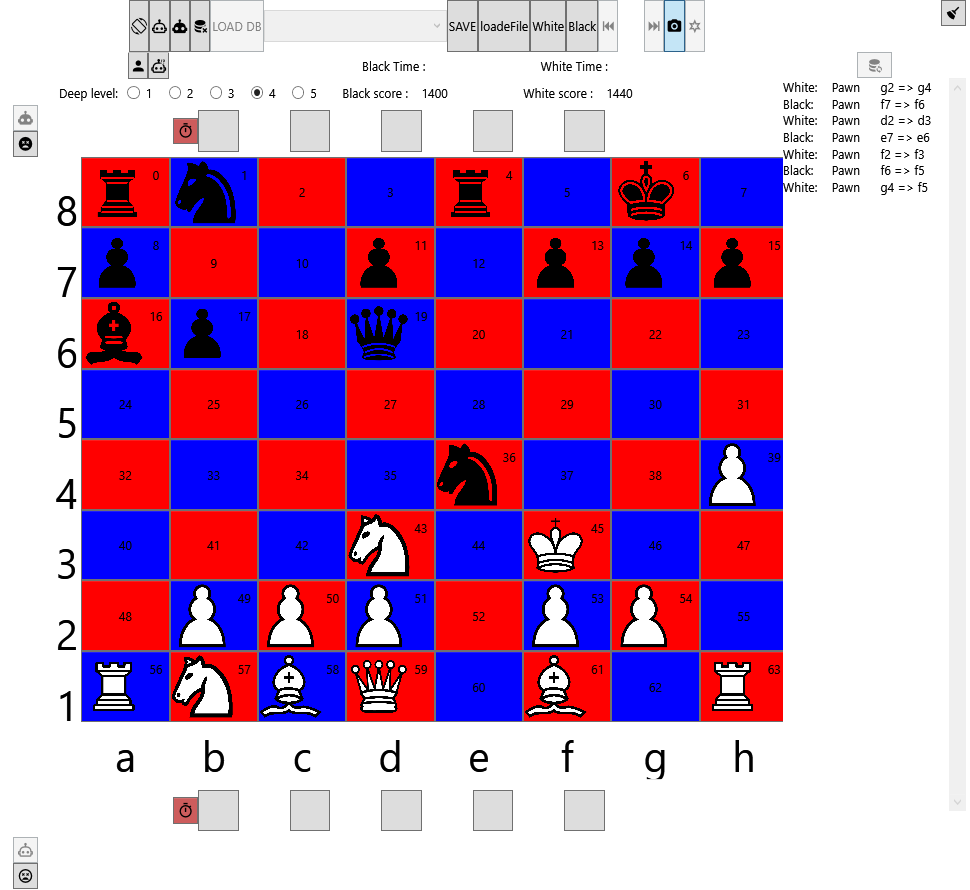 LOAD DB SAVE loadeFile White Black
Black Time : White Time :
Deep level: 1 2 3 4 5 Black score : 1400 White score : 1440
White: Pawn g2 => g4
Black: Pawn f7 => f6
White: Pawn d2 => d3
Black: Pawn e7 => e6
White: Pawn f2 => f3
Black: Pawn f6 => f5
White: Pawn g4 => f5
8 0 1 2 3 4 5 6 7
7 8 9 10 11 12 13 14 15
6 16 17 18 19 20 21 22 23
5 24 25 26 27 28 29 30 31
4 32 33 34 35 36 37 38 39
3 40 41 42 43 44 45 46 47
2 48 49 50 51 52 53 54 55
1 56 57 58 59 60 61 62 63
a b c d e f g h